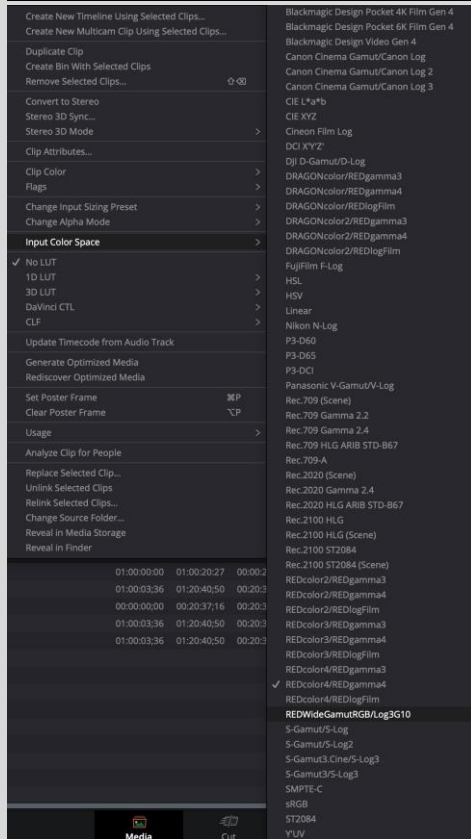 Create New Timeline Using Selected Clips...
Create New Multicam Clip Using Selected Clips...
Duplicate Clip
Create Bin With Selected Clips
Remove Selected Clips... ⇧⌫
Convert to Stereo
Stereo 3D Sync...
Stereo 3D Mode >
Clip Attributes...
Clip Color >
Flags >
Change Input Sizing Preset >
Change Alpha Mode >
Input Color Space >
✓ No LUT
1D LUT >
3D LUT >
DaVinci CTL >
CLF >
Update Timecode from Audio Track
Generate Optimized Media
Rediscover Optimized Media
Set Poster Frame ⌘P
Clear Poster Frame ⌥P
Usage >
Analyze Clip for People
Replace Selected Clip...
Unlink Selected Clips
Relink Selected Clips...
Change Source Folder...
Reveal in Media Storage
Reveal in Finder
01:00:00:00 01:00:20:27 00:00:2
01:00:03;36 01:20:40;50 00:20:3
00:00:00;00 00:20:37;16 00:20:3
01:00:03;36 01:20:40;50 00:20:3
01:00:03;36 01:20:40;50 00:20:3
Media Cut
Blackmagic Design Pocket 4K Film Gen 4
Blackmagic Design Pocket 6K Film Gen 4
Blackmagic Design Video Gen 4
Canon Cinema Gamut/Canon Log
Canon Cinema Gamut/Canon Log 2
Canon Cinema Gamut/Canon Log 3
CIE L*a*b
CIE XYZ
Cineon Film Log
DCI X'Y'Z'
DJI D-Gamut/D-Log
DRAGONcolor/REDgamma3
DRAGONcolor/REDgamma4
DRAGONcolor/REDlogFilm
DRAGONcolor2/REDgamma3
DRAGONcolor2/REDgamma4
DRAGONcolor2/REDlogFilm
FujiFilm F-Log
HSL
HSV
Linear
Nikon N-Log
P3-D60
P3-D65
P3-DCI
Panasonic V-Gamut/V-Log
Rec.709 (Scene)
Rec.709 Gamma 2.2
Rec.709 Gamma 2.4
Rec.709 HLG ARIB STD-B67
Rec.709-A
Rec.2020 (Scene)
Rec.2020 Gamma 2.4
Rec.2020 HLG ARIB STD-B67
Rec.2100 HLG
Rec.2100 HLG (Scene)
Rec.2100 ST2084
Rec.2100 ST2084 (Scene)
REDcolor2/REDgamma3
REDcolor2/REDgamma4
REDcolor2/REDlogFilm
REDcolor3/REDgamma3
REDcolor3/REDgamma4
REDcolor3/REDlogFilm
REDcolor4/REDgamma3
✓ REDcolor4/REDgamma4
REDcolor4/REDlogFilm
REDWideGamutRGB/Log3G10
S-Gamut/S-Log
S-Gamut/S-Log2
S-Gamut3.Cine/S-Log3
S-Gamut3/S-Log3
SMPTE-C
sRGB
ST2084
Y'UV